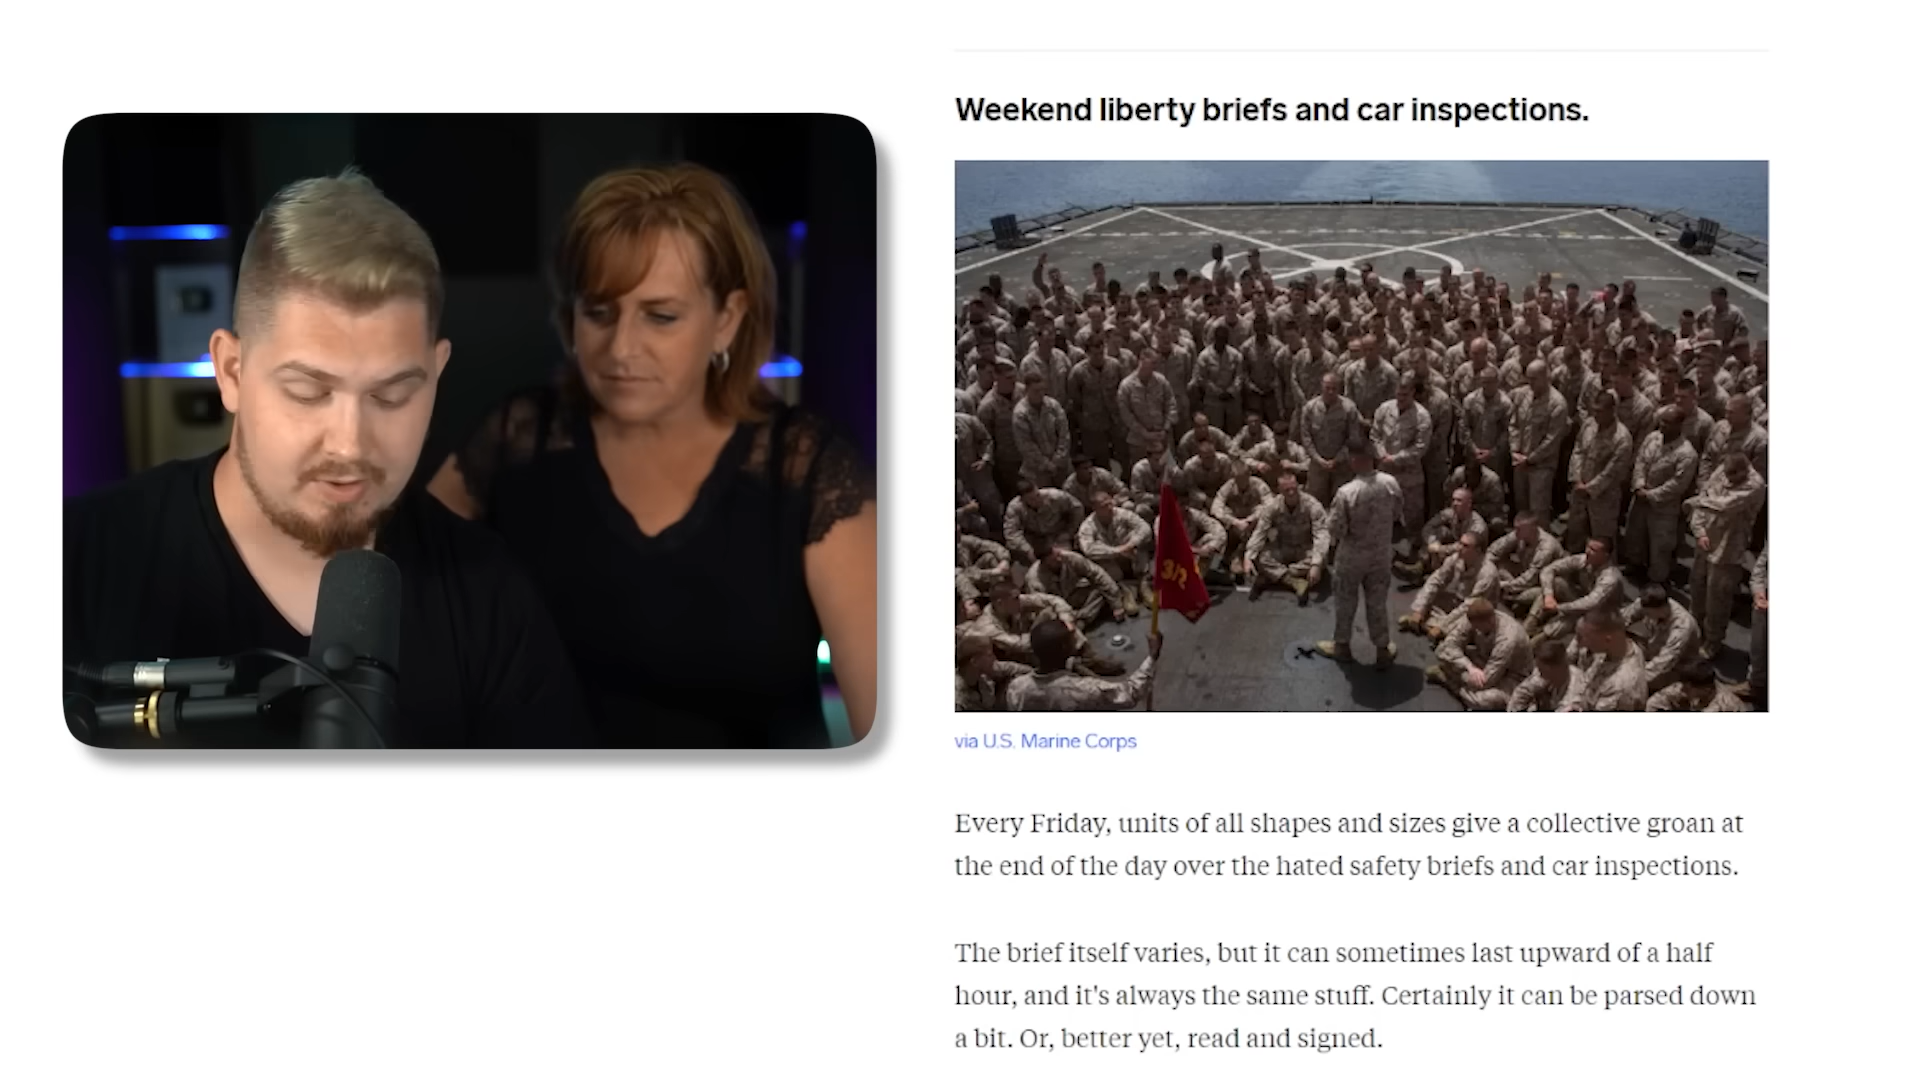 Weekend liberty briefs and car inspections.
3/2
via U.S. Marine Corps
Every Friday, units of all shapes and sizes give a collective groan at
the end of the day over the hated safety briefs and car inspections.
The brief itself varies, but it can sometimes last upward of a half
hour, and it's always the same stuff. Certainly it can be parsed down
a bit. Or, better yet, read and signed.